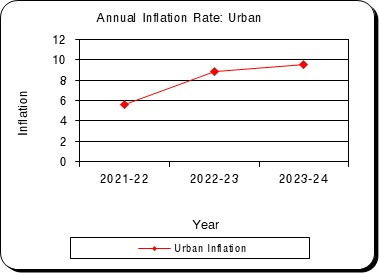 Annual Inflation Rate: Urban
12
10
8
6
4
2
0
Inflation
2021-22 2022-23 2023-24
Year
Urban Inflation